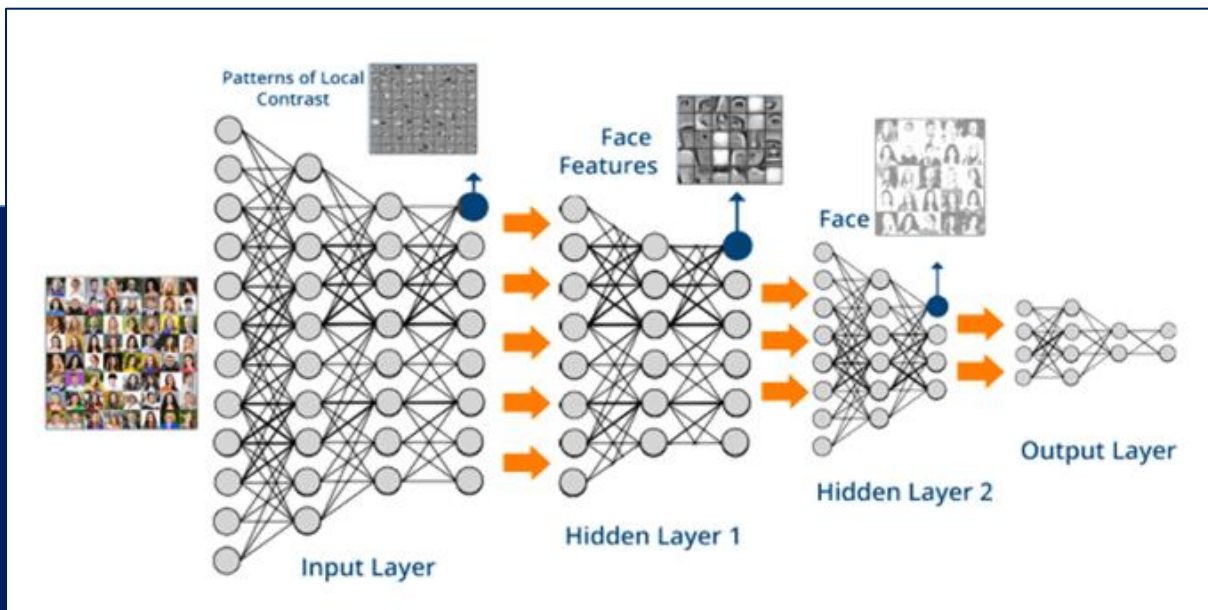 Patterns of Local
Contrast
Face
Features
Face
Input Layer
Hidden Layer 1
Hidden Layer 2
Output Layer